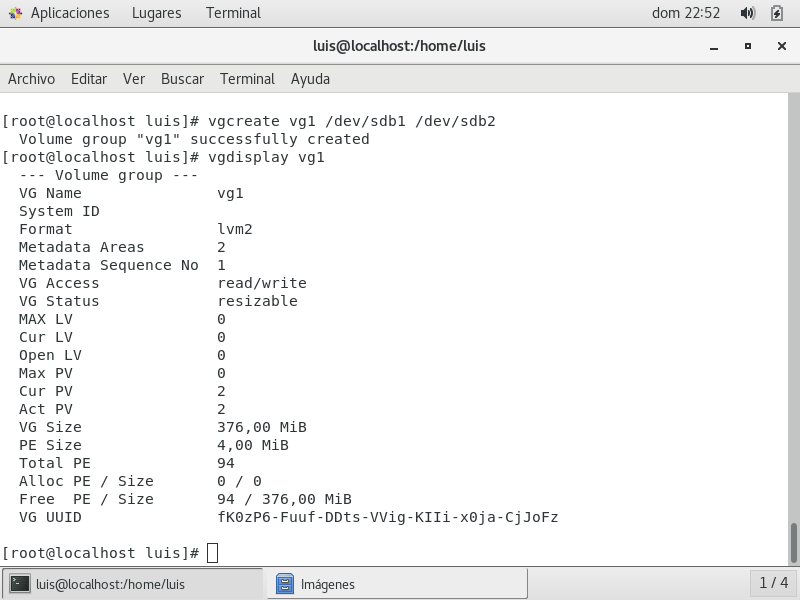 Aplicaciones Lugares Terminal dom 22:52
luis@localhost:/home/luis
Archivo Editar Ver Buscar Terminal Ayuda
[root@localhost luis]# vgcreate vg1 /dev/sdb1 /dev/sdb2
  Volume group "vg1" successfully created
[root@localhost luis]# vgdisplay vg1
  --- Volume group ---
  VG Name               vg1
  System ID
  Format                lvm2
  Metadata Areas        2
  Metadata Sequence No  1
  VG Access             read/write
  VG Status             resizable
  MAX LV                0
  Cur LV                0
  Open LV               0
  Max PV                0
  Cur PV                2
  Act PV                2
  VG Size               376,00 MiB
  PE Size               4,00 MiB
  Total PE              94
  Alloc PE / Size       0 / 0
  Free  PE / Size       94 / 376,00 MiB
  VG UUID               fK0zP6-Fuuf-DDts-VVig-KIIi-x0ja-CjJoFz
[root@localhost luis]#
luis@localhost:/home/luis Imágenes 1 / 4